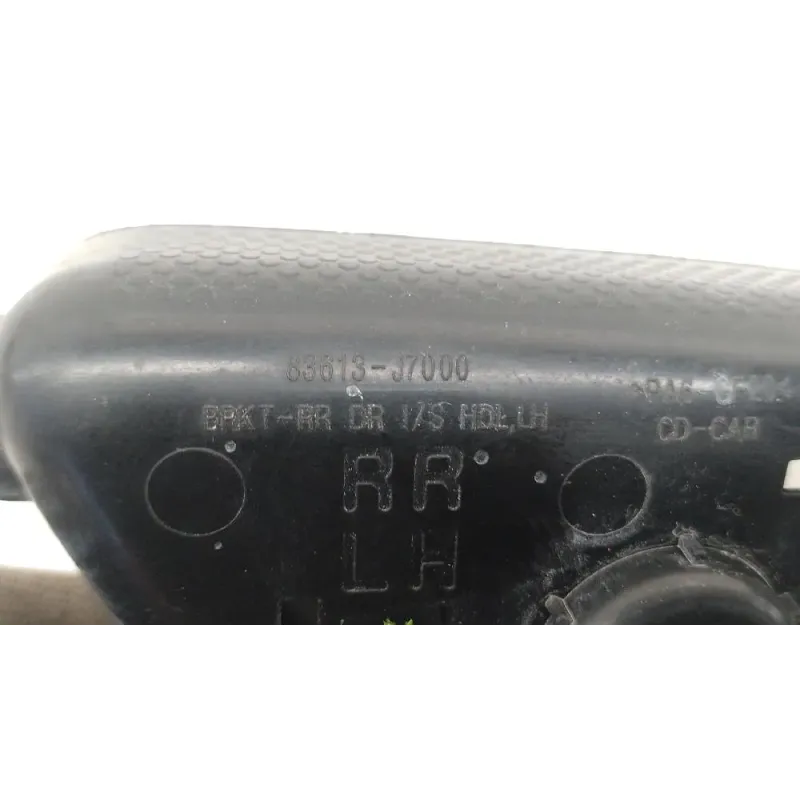 83613-J7000
BRKT-RR DR I/S HDL,LH
CD-CAR
RR
LH